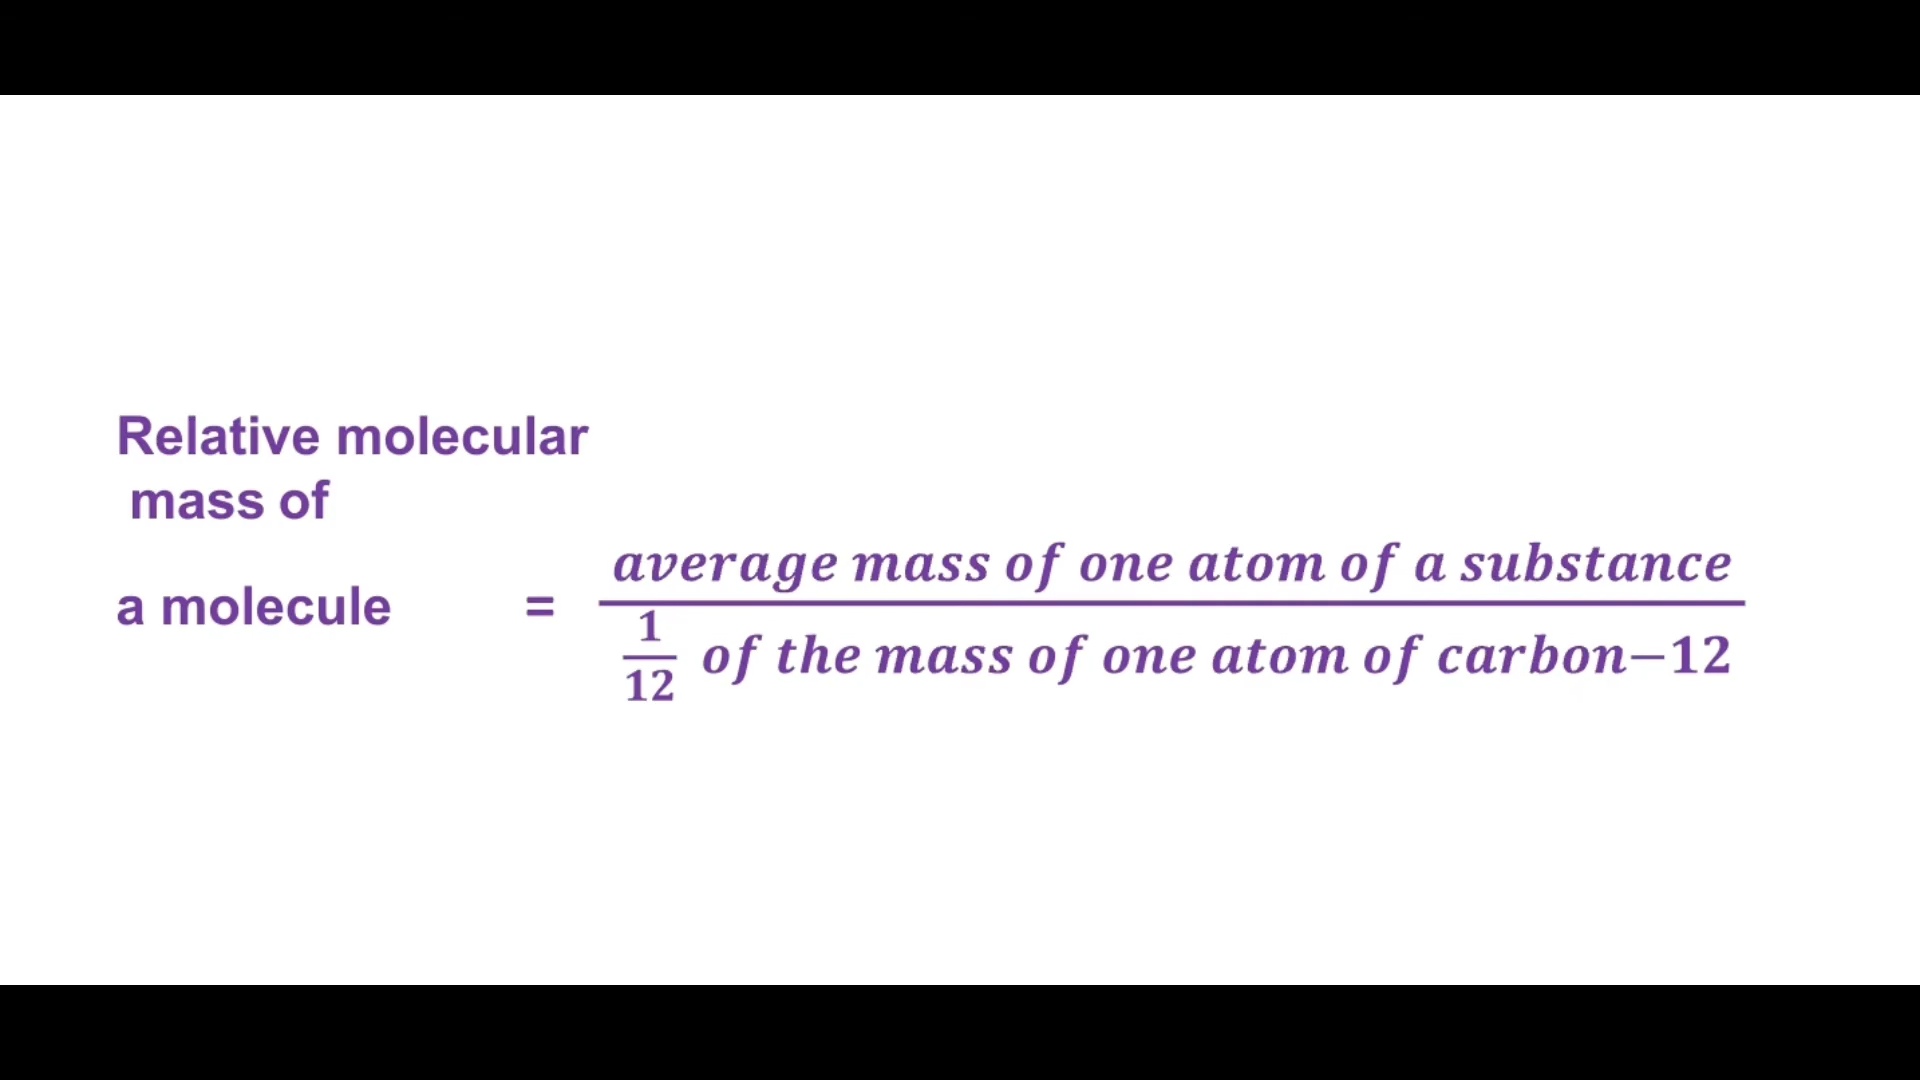 Relative molecular
mass of
a molecule =
average mass of one atom of a substance
1
12
of the mass of one atom of carbon−12